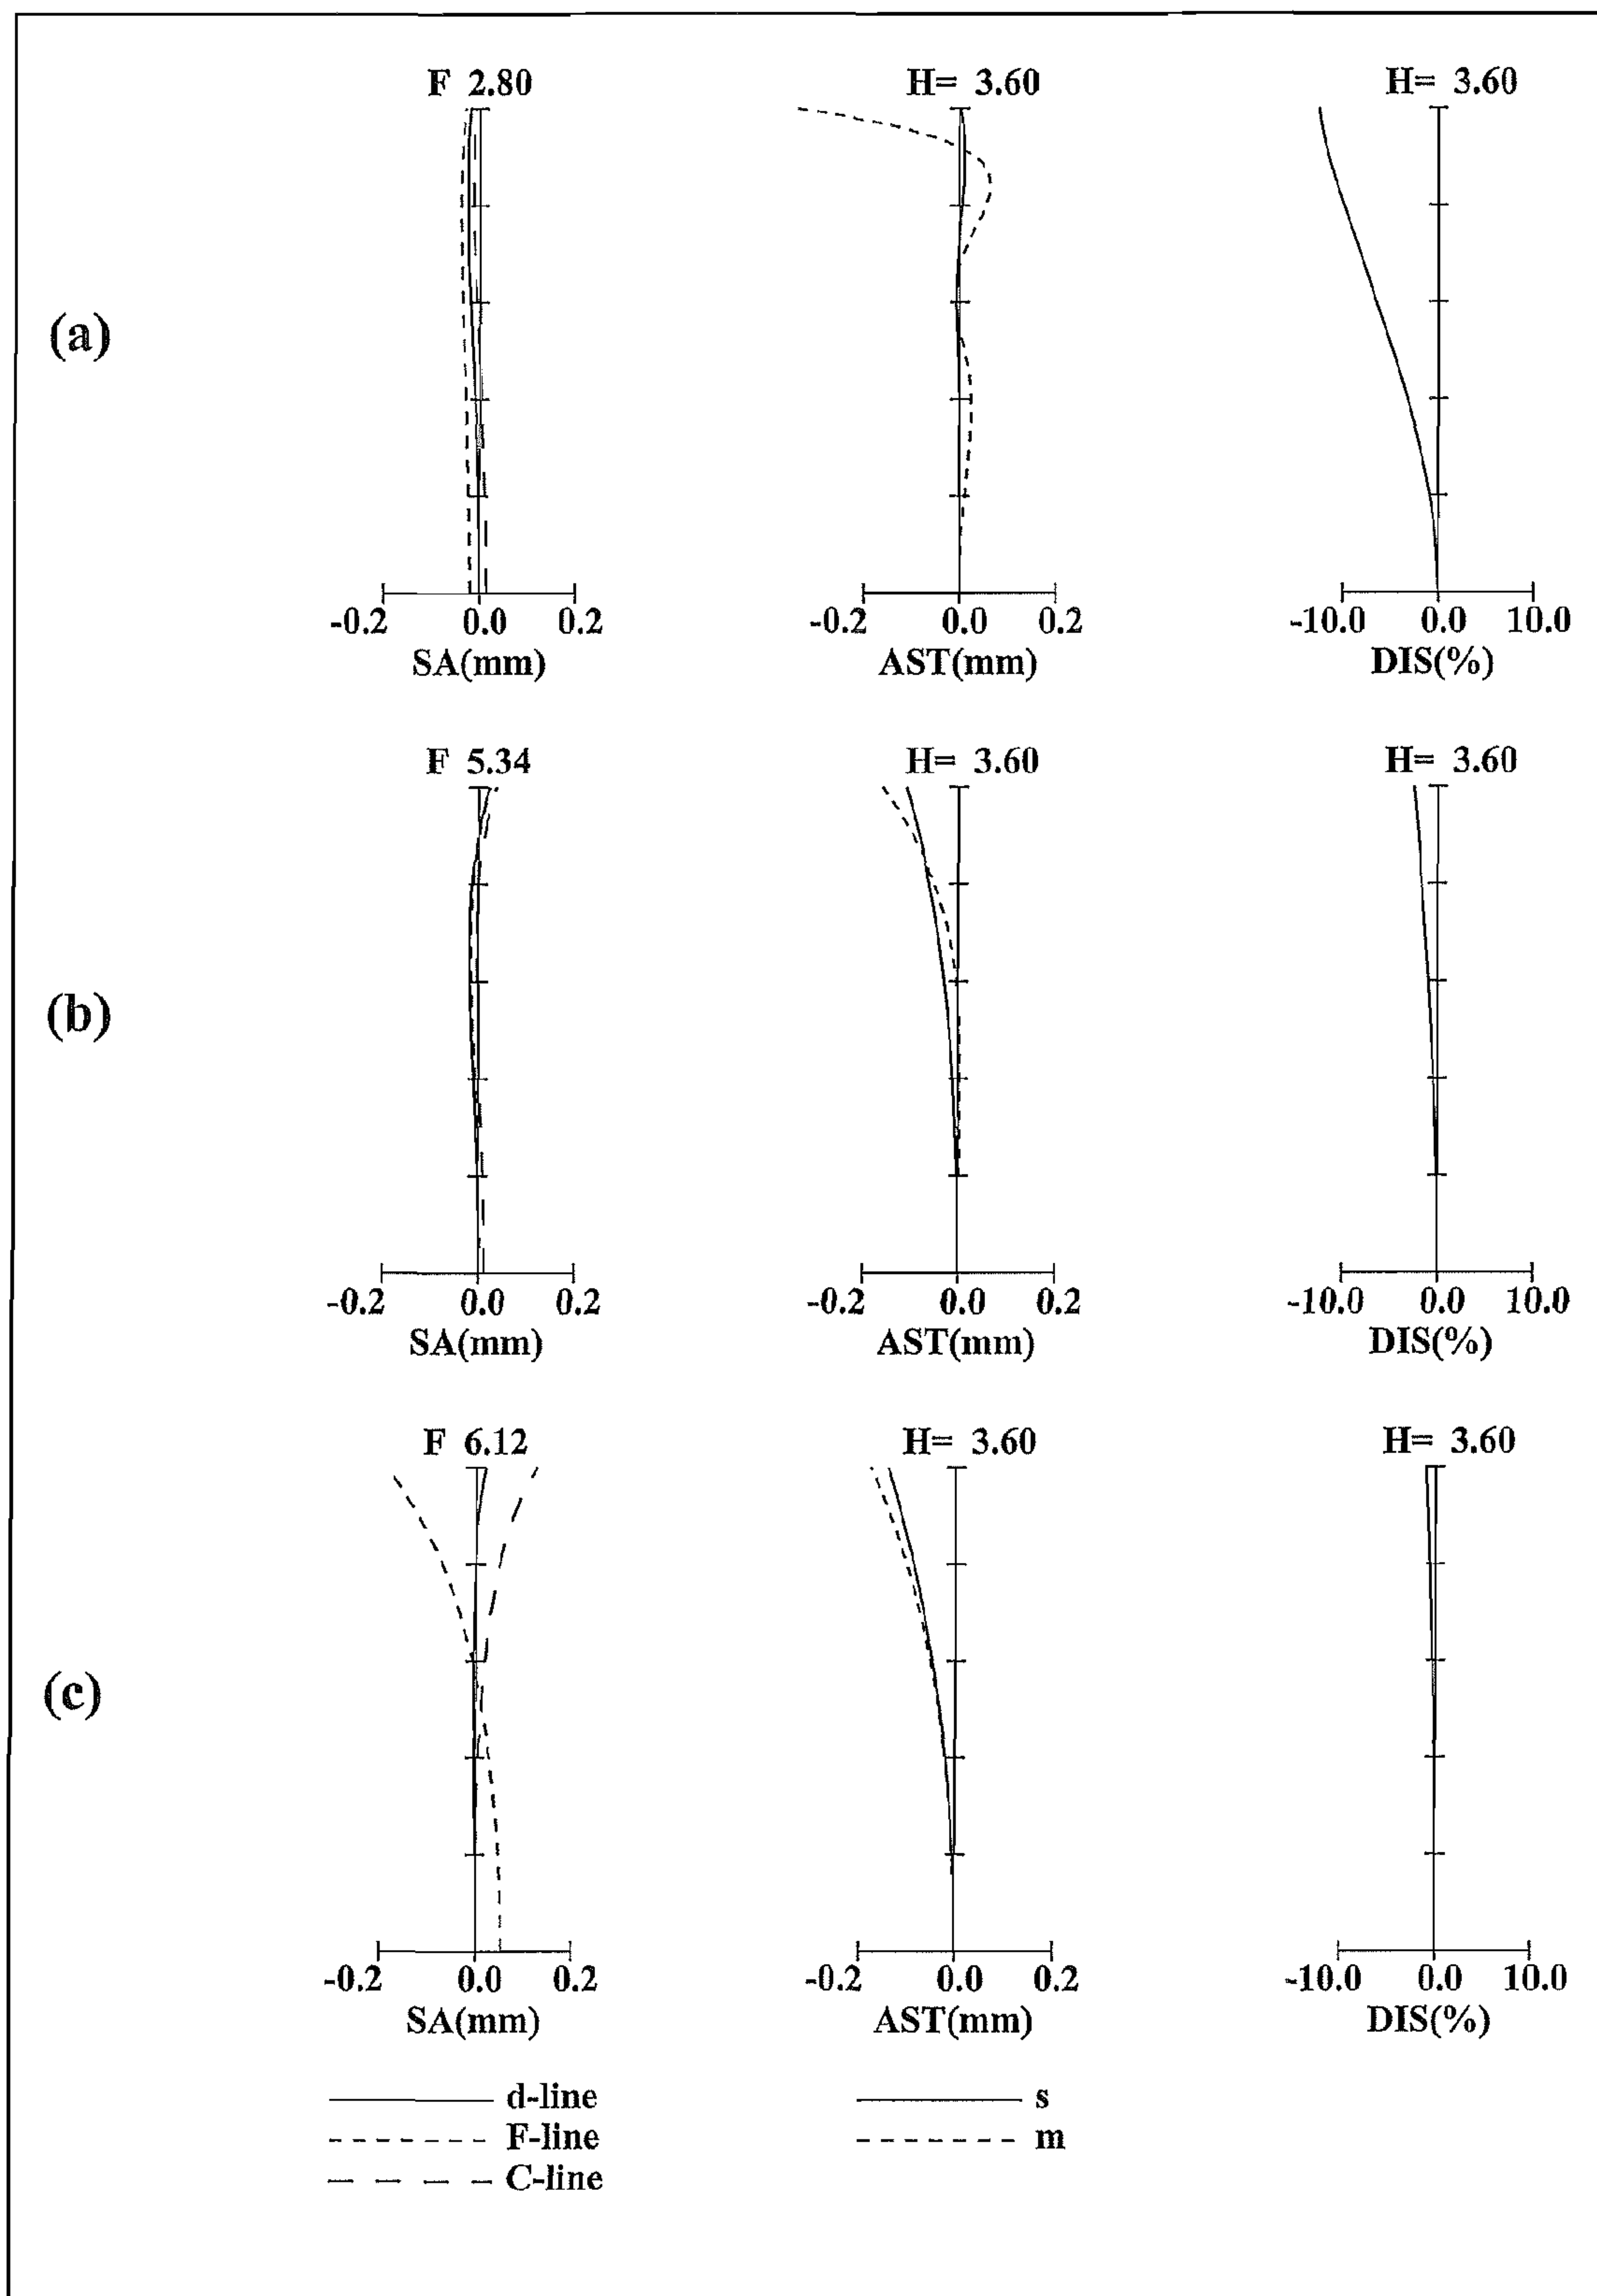 F 2.80 H= 3.60 H= 3.60
(a)
-0.2 0.0 0.2 -0.2 0.0 0.2 -10.0 0.0 10.0
SA(mm) AST(mm) DIS(%)
F 5.34 H= 3.60 H= 3.60
(b)
-0.2 0.0 0.2 -0.2 0.0 0.2 -10.0 0.0 10.0
SA(mm) AST(mm) DIS(%)
F 6.12 H= 3.60 H= 3.60
(c)
-0.2 0.0 0.2 -0.2 0.0 0.2 -10.0 0.0 10.0
SA(mm) AST(mm) DIS(%)
d-line s
F-line m
C-line